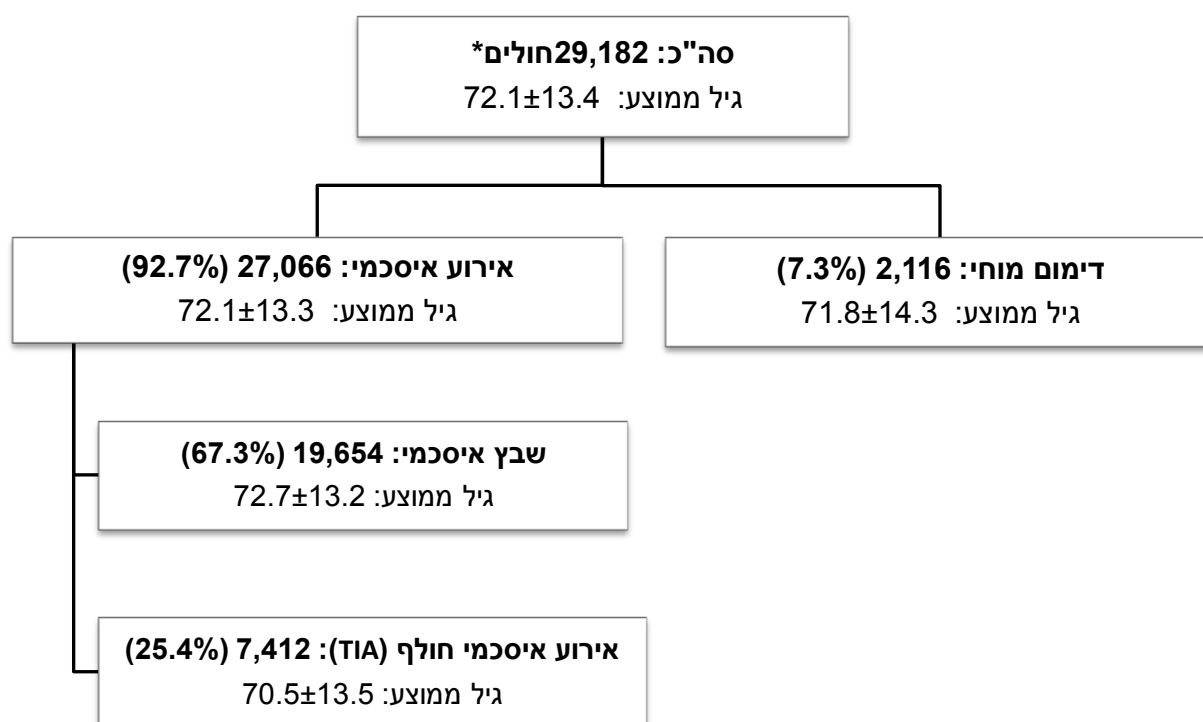 סה"כ: 29,182חולים*
גיל ממוצע: 72.1±13.4
דימום מוחי: 2,116 (7.3%)
גיל ממוצע: 71.8±14.3
אירוע איסכמי: 27,066 (92.7%)
גיל ממוצע: 72.1±13.3
שבץ איסכמי: 19,654 (67.3%)
גיל ממוצע: 72.7±13.2
אירוע איסכמי חולף (TIA): 7,412 (25.4%)
גיל ממוצע: 70.5±13.5